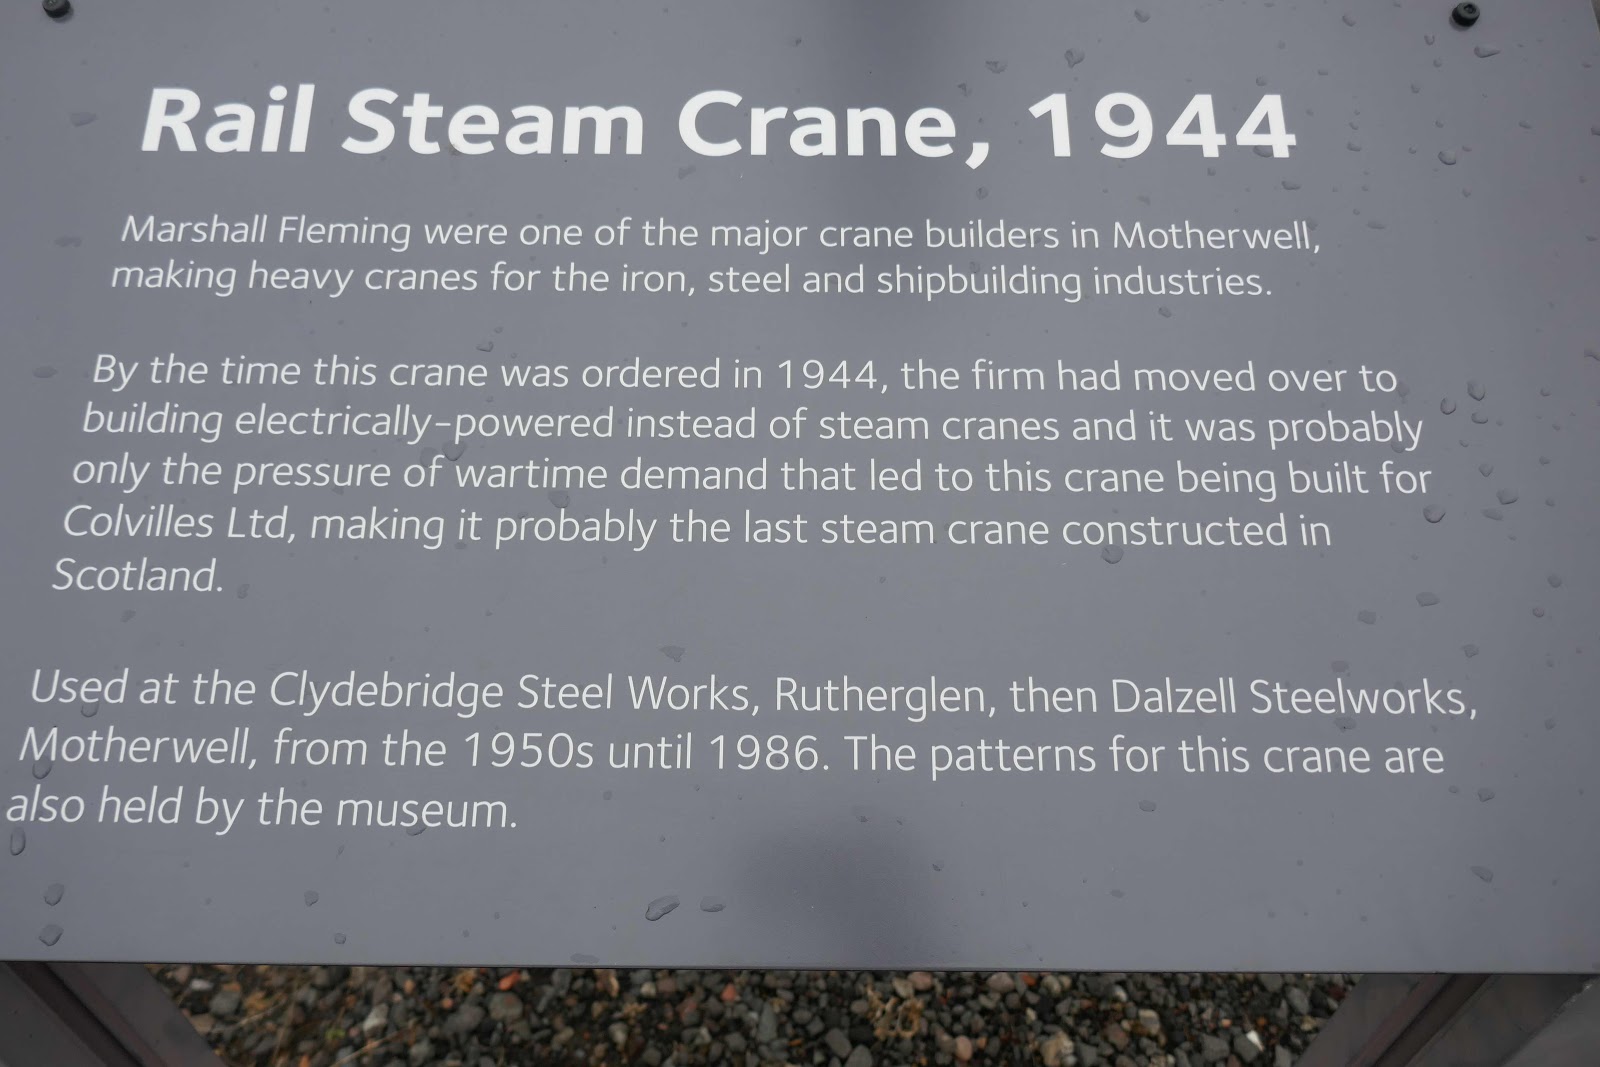 Rail Steam Crane, 1944
Marshall Fleming were one of the major crane builders in Motherwell,
making heavy cranes for the iron, steel and shipbuilding industries.
By the time this crane was ordered in 1944, the firm had moved over to
building electrically-powered instead of steam cranes and it was probably
only the pressure of wartime demand that led to this crane being built for
Colvilles Ltd, making it probably the last steam crane constructed in
Scotland.
Used at the Clydebridge Steel Works, Rutherglen, then Dalzell Steelworks,
Motherwell, from the 1950s until 1986. The patterns for this crane are
also held by the museum.